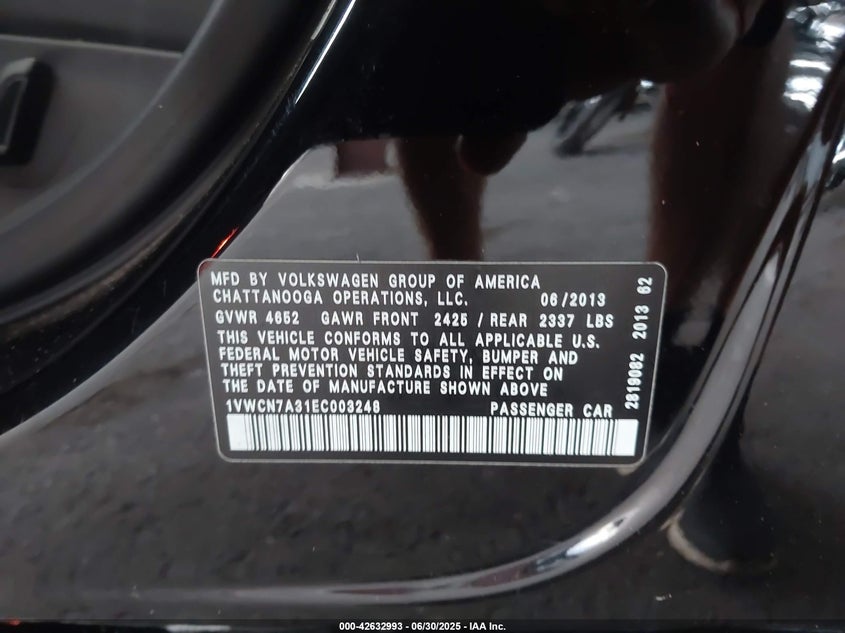 MFD BY VOLKSWAGEN GROUP OF AMERICA
CHATTANOOGA OPERATIONS, LLC. 06/2013
GVWR 4652 GAWR FRONT 2425 / REAR 2337 LBS
THIS VEHICLE CONFORMS TO ALL APPLICABLE U.S.
FEDERAL MOTOR VEHICLE SAFETY, BUMPER AND
THEFT PREVENTION STANDARDS IN EFFECT ON
THE DATE OF MANUFACTURE SHOWN ABOVE
1VWCN7A31EC003248 PASSENGER CAR
2819082 2013 62
000-42632993 - 06/30/2025 - IAA Inc.